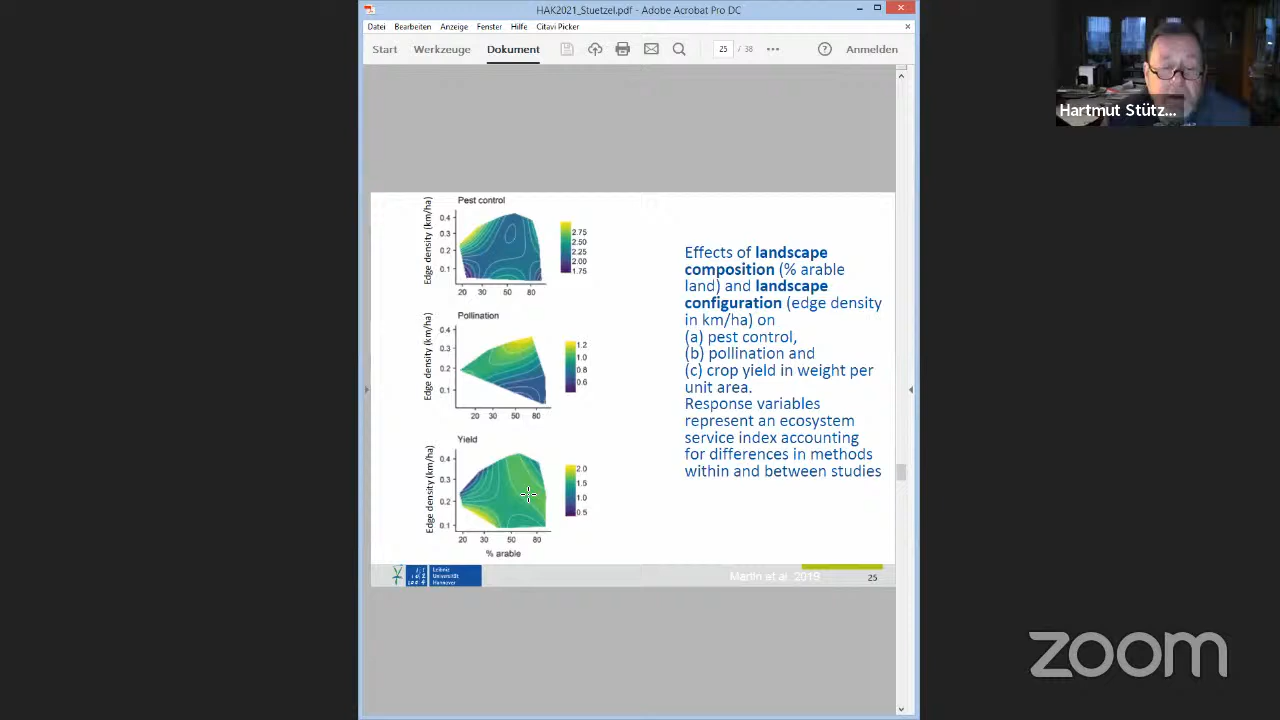 HAK2021_Stuetzel.pdf - Adobe Acrobat Pro DC
Datei Bearbeiten Anzeige Fenster Hilfe Citavi Picker
Start Werkzeuge Dokument 25 / 38 Anmelden
Hartmut Stütz...
Pest control
Edge density (km/ha)
0.4
0.3
0.2
0.1
20 30 50 80
2.75
2.50
2.25
2.00
1.75
Pollination
Edge density (km/ha)
0.4
0.3
0.2
0.1
20 30 50 80
1.2
1.0
0.8
0.6
Yield
Edge density (km/ha)
0.4
0.3
0.2
0.1
20 30 50 80
% arable
2.0
1.5
1.0
0.5
Effects of landscape
composition (% arable
land) and landscape
configuration (edge density
in km/ha) on
(a) pest control,
(b) pollination and
(c) crop yield in weight per
unit area.
Response variables
represent an ecosystem
service index accounting
for differences in methods
within and between studies
Leibniz
Universität
Hannover
Martin et al. 2019
25
zoom